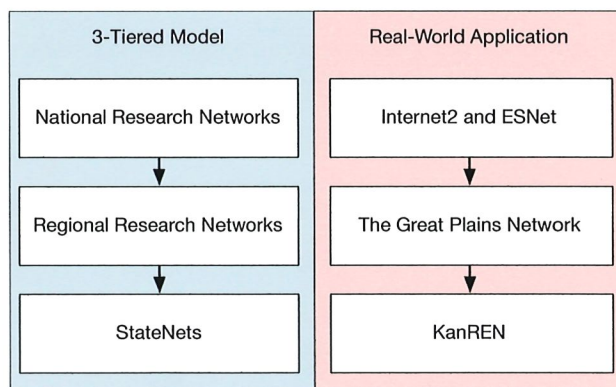 3-Tiered Model
National Research Networks
Regional Research Networks
StateNets
Real-World Application
Internet2 and ESNet
The Great Plains Network
KanREN